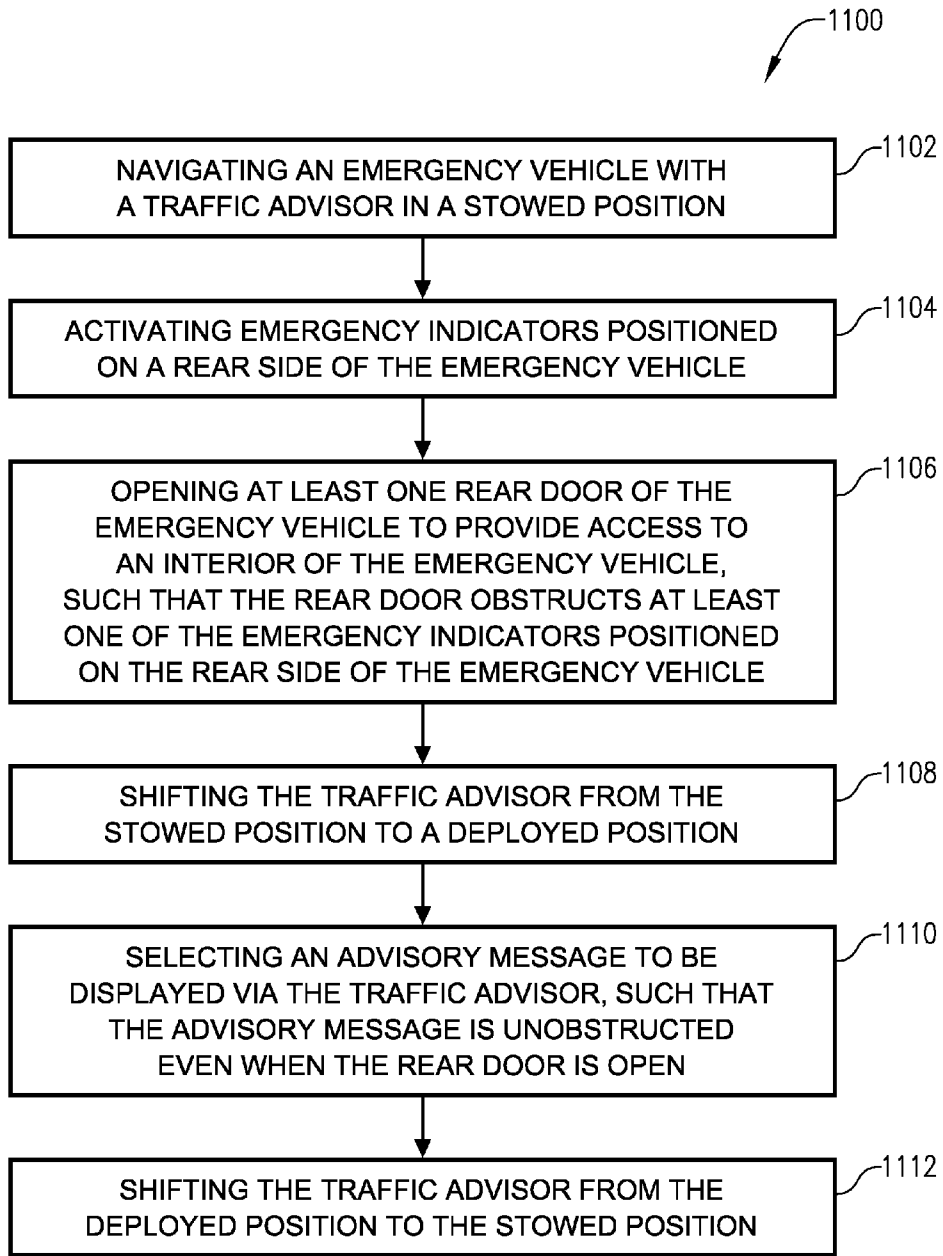 1100
1102
NAVIGATING AN EMERGENCY VEHICLE WITH
A TRAFFIC ADVISOR IN A STOWED POSITION
1104
ACTIVATING EMERGENCY INDICATORS POSITIONED
ON A REAR SIDE OF THE EMERGENCY VEHICLE
1106
OPENING AT LEAST ONE REAR DOOR OF THE
EMERGENCY VEHICLE TO PROVIDE ACCESS TO
AN INTERIOR OF THE EMERGENCY VEHICLE,
SUCH THAT THE REAR DOOR OBSTRUCTS AT LEAST
ONE OF THE EMERGENCY INDICATORS POSITIONED
ON THE REAR SIDE OF THE EMERGENCY VEHICLE
1108
SHIFTING THE TRAFFIC ADVISOR FROM THE
STOWED POSITION TO A DEPLOYED POSITION
1110
SELECTING AN ADVISORY MESSAGE TO BE
DISPLAYED VIA THE TRAFFIC ADVISOR, SUCH THAT
THE ADVISORY MESSAGE IS UNOBSTRUCTED
EVEN WHEN THE REAR DOOR IS OPEN
1112
SHIFTING THE TRAFFIC ADVISOR FROM THE
DEPLOYED POSITION TO THE STOWED POSITION